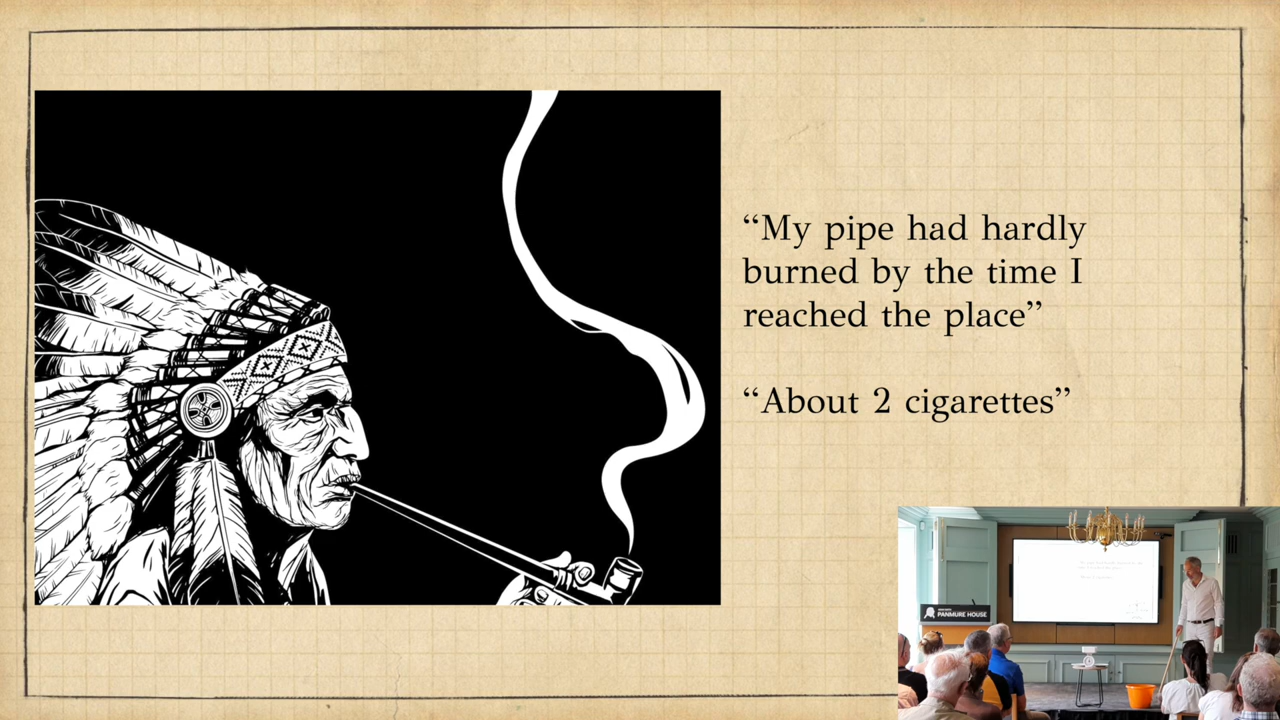 “My pipe had hardly
burned by the time I
reached the place”
“About 2 cigarettes”
PANMURE HOUSE